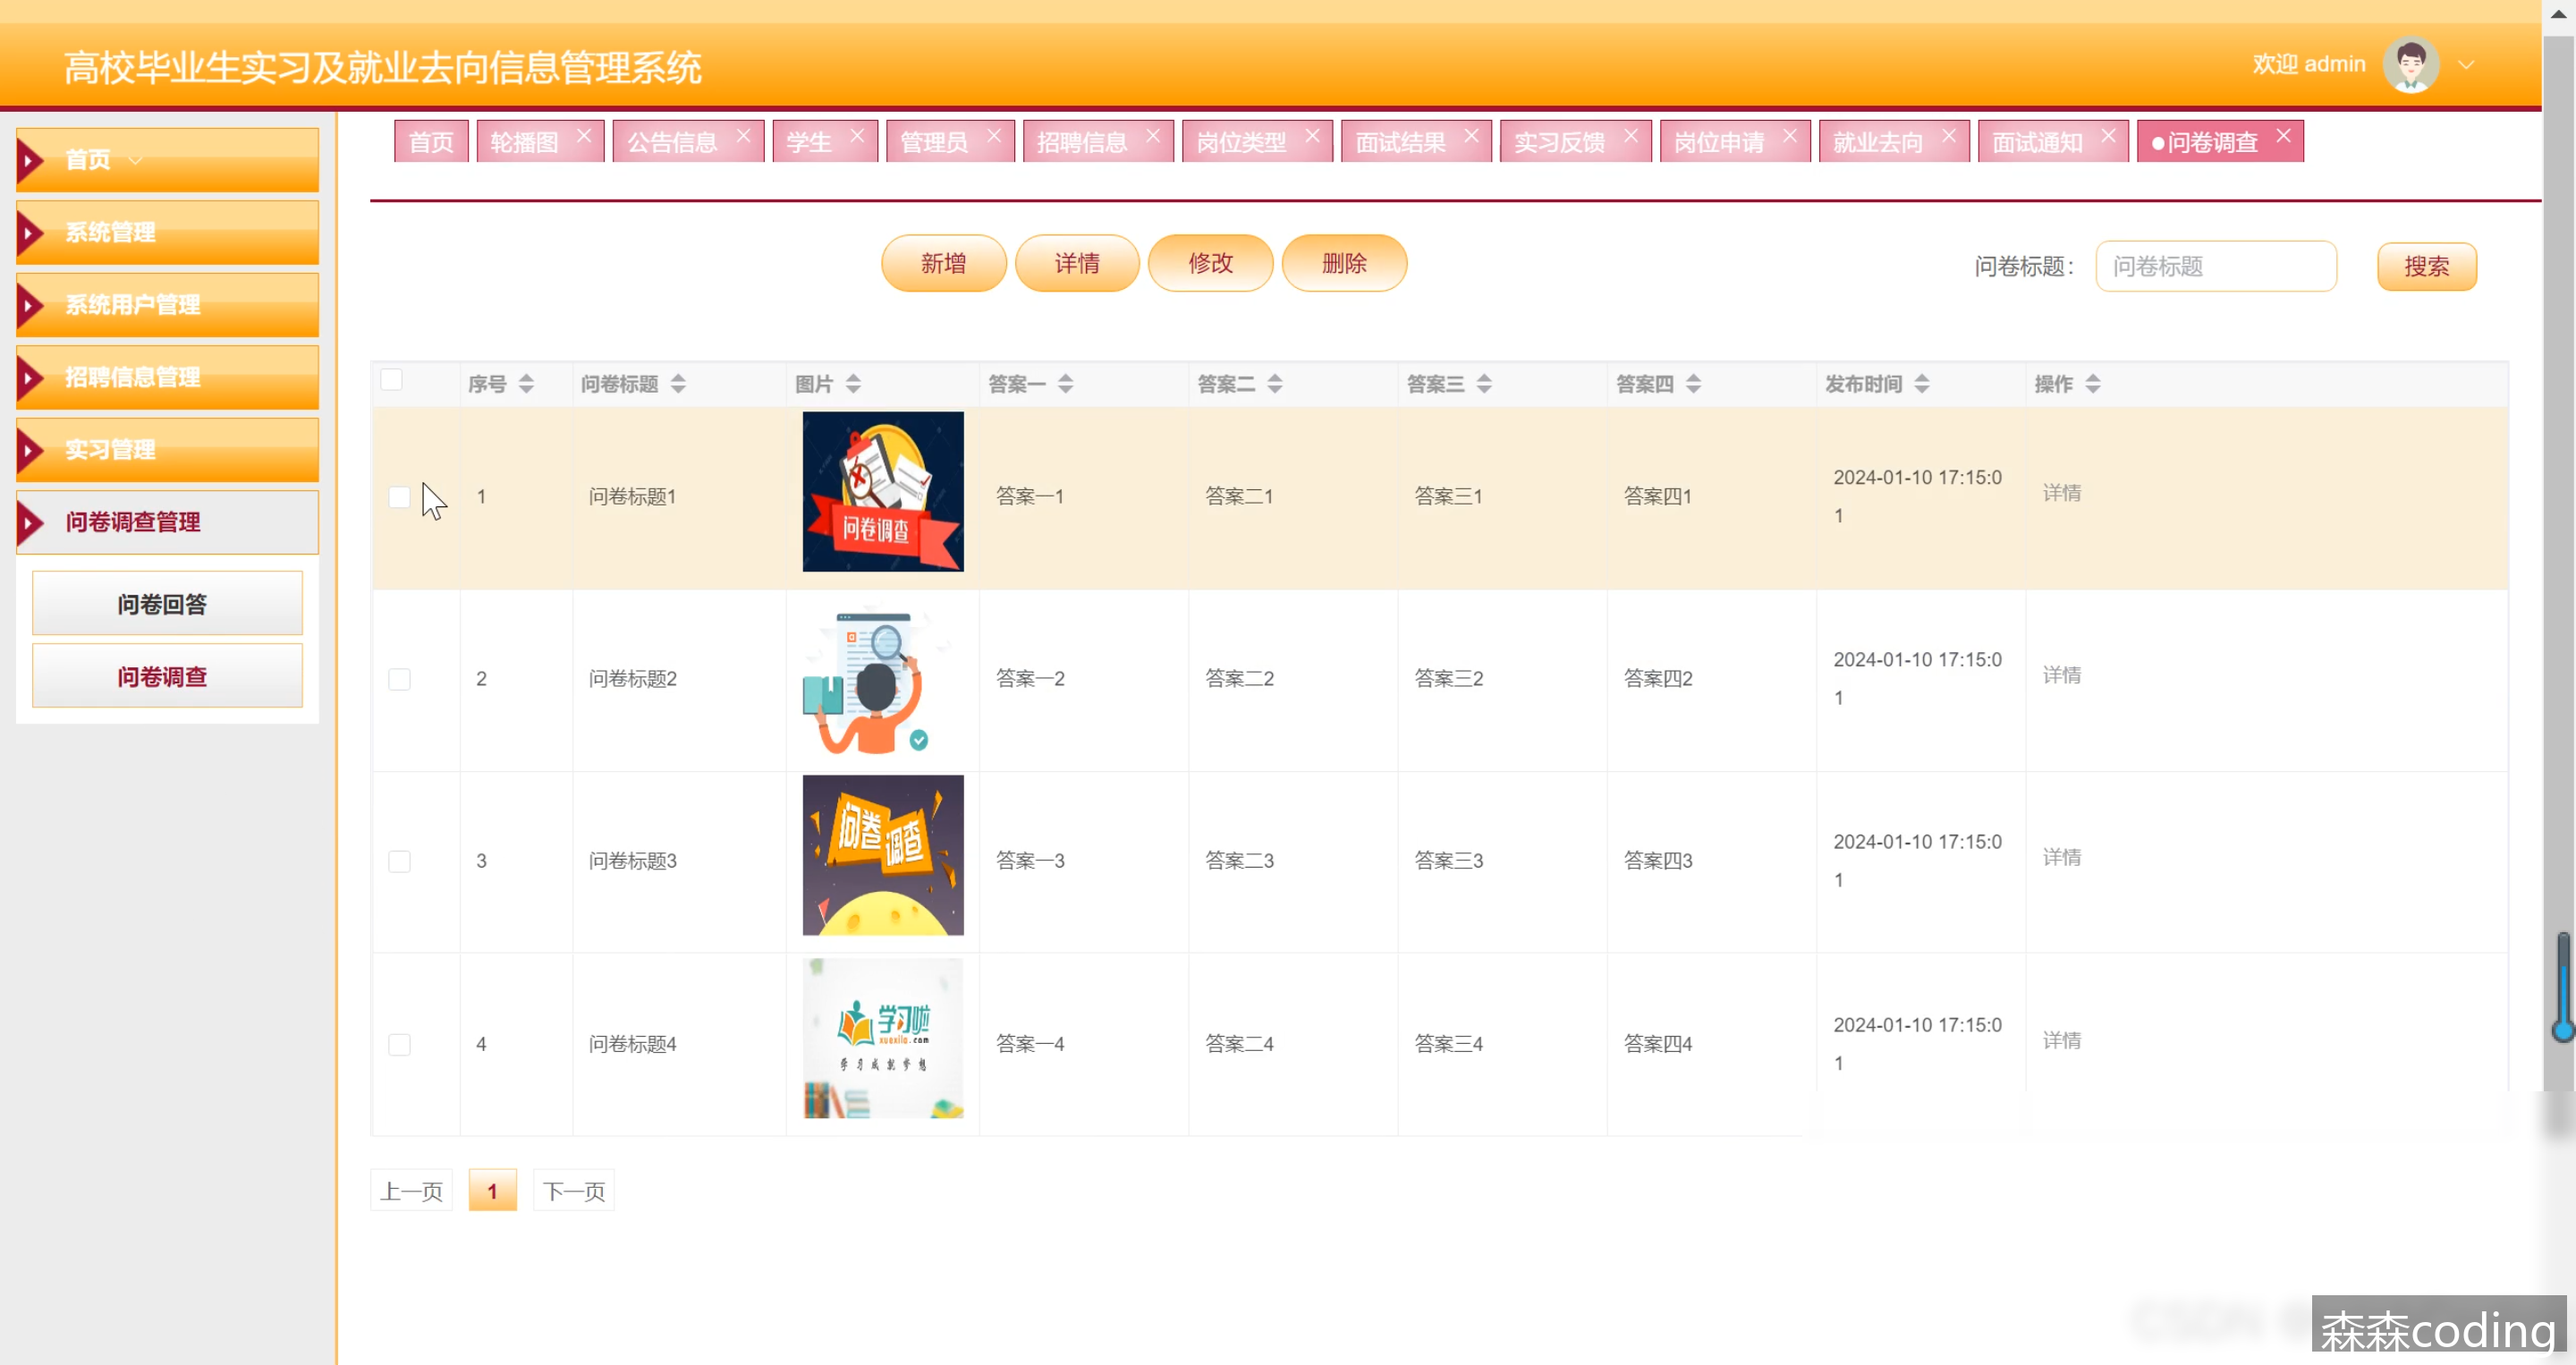 高校毕业生实习及就业去向信息管理系统
欢迎 admin
首页 轮播图 公告信息 学生 管理员 招聘信息 岗位类型 面试结果 实习反馈 岗位申请 就业去向 面试通知 问卷调查
首页
系统管理
系统用户管理
招聘信息管理
实习管理
问卷调查管理
问卷回答
问卷调查
新增 详情 修改 删除
问卷标题： 问卷标题 搜索
序号 问卷标题 图片 答案一 答案二 答案三 答案四 发布时间 操作
1 问卷标题1 答案一1 答案二1 答案三1 答案四1 2024-01-10 17:15:0
1
详情
问卷调查
2 问卷标题2 答案一2 答案二2 答案三2 答案四2 2024-01-10 17:15:0
1
详情
3 问卷标题3 答案一3 答案二3 答案三3 答案四3 2024-01-10 17:15:0
1
详情
问卷调查
4 问卷标题4 答案一4 答案二4 答案三4 答案四4 2024-01-10 17:15:0
1
详情
学习啦
xuexila.com
学习成就梦想
上一页 1 下一页
森森coding